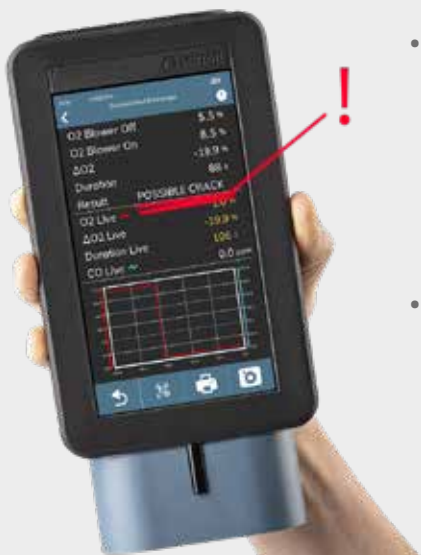 O2 Blower Off 5.5 %
O2 Blower On 8.5 %
ΔO2 -19.9 %
Duration 86 s
Result POSSIBLE CRACK
O2 Live %
ΔO2 Live -19.9 %
Duration Live 106 s
CO Live 0.0 ppm
!